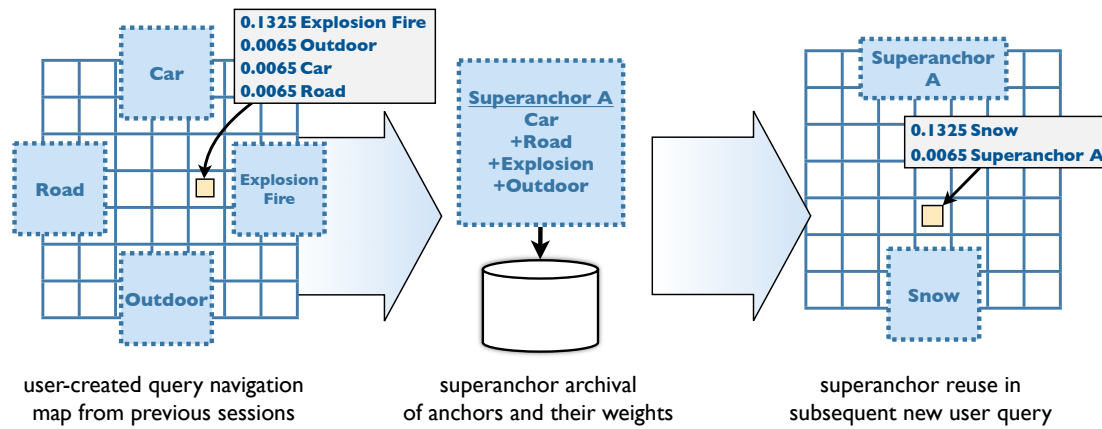 0.1325 Explosion Fire
0.0065 Outdoor
0.0065 Car
0.0065 Road
Car
Road
Explosion
Fire
Outdoor
user-created query navigation
map from previous sessions
Superanchor A
Car
+Road
+Explosion
+Outdoor
superanchor archival
of anchors and their weights
Superanchor
A
0.1325 Snow
0.0065 Superanchor A
Snow
superanchor reuse in
subsequent new user query